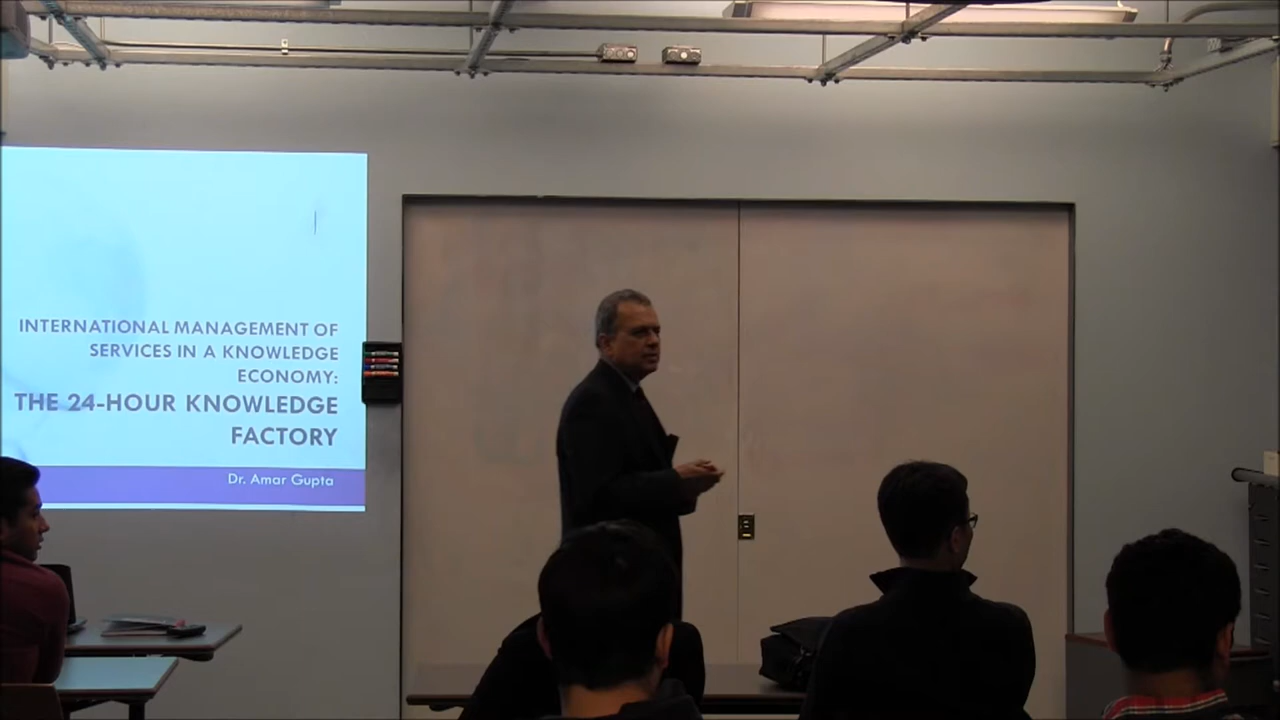 INTERNATIONAL MANAGEMENT OF
SERVICES IN A KNOWLEDGE
ECONOMY:
THE 24-HOUR KNOWLEDGE
FACTORY
Dr. Amar Gupta